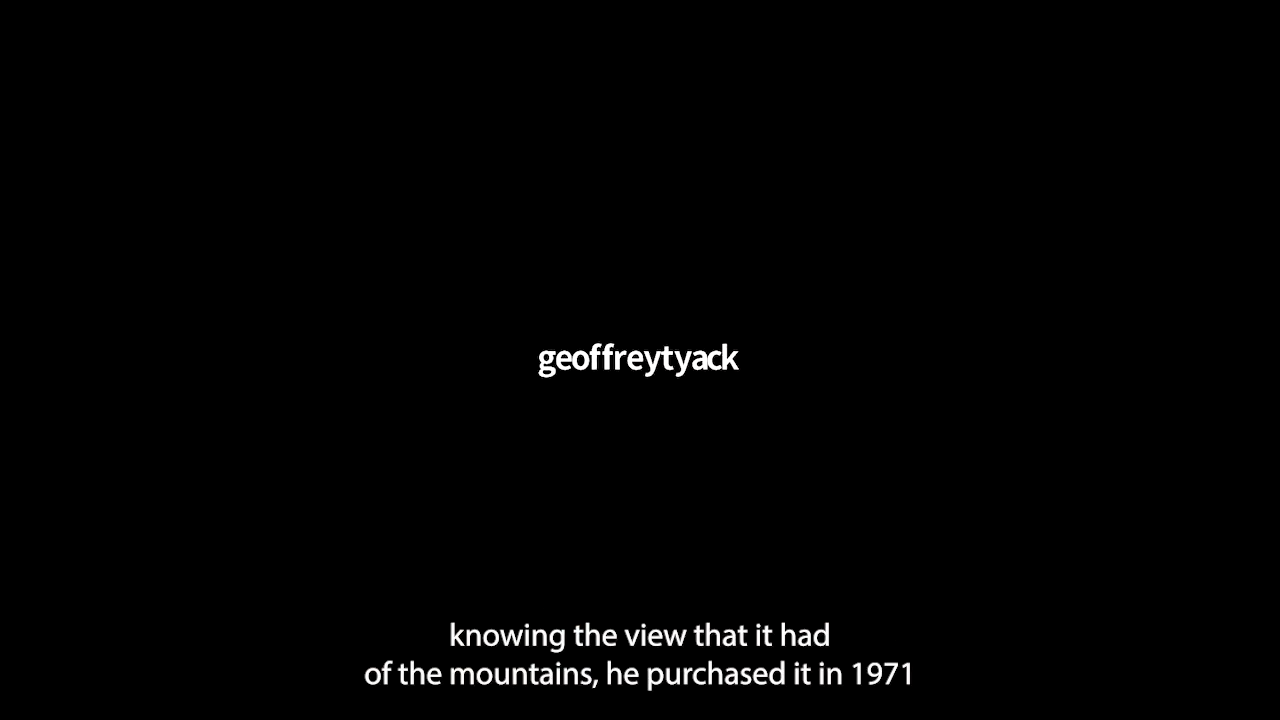 geoffreytyack
knowing the view that it had
of the mountains, he purchased it in 1971